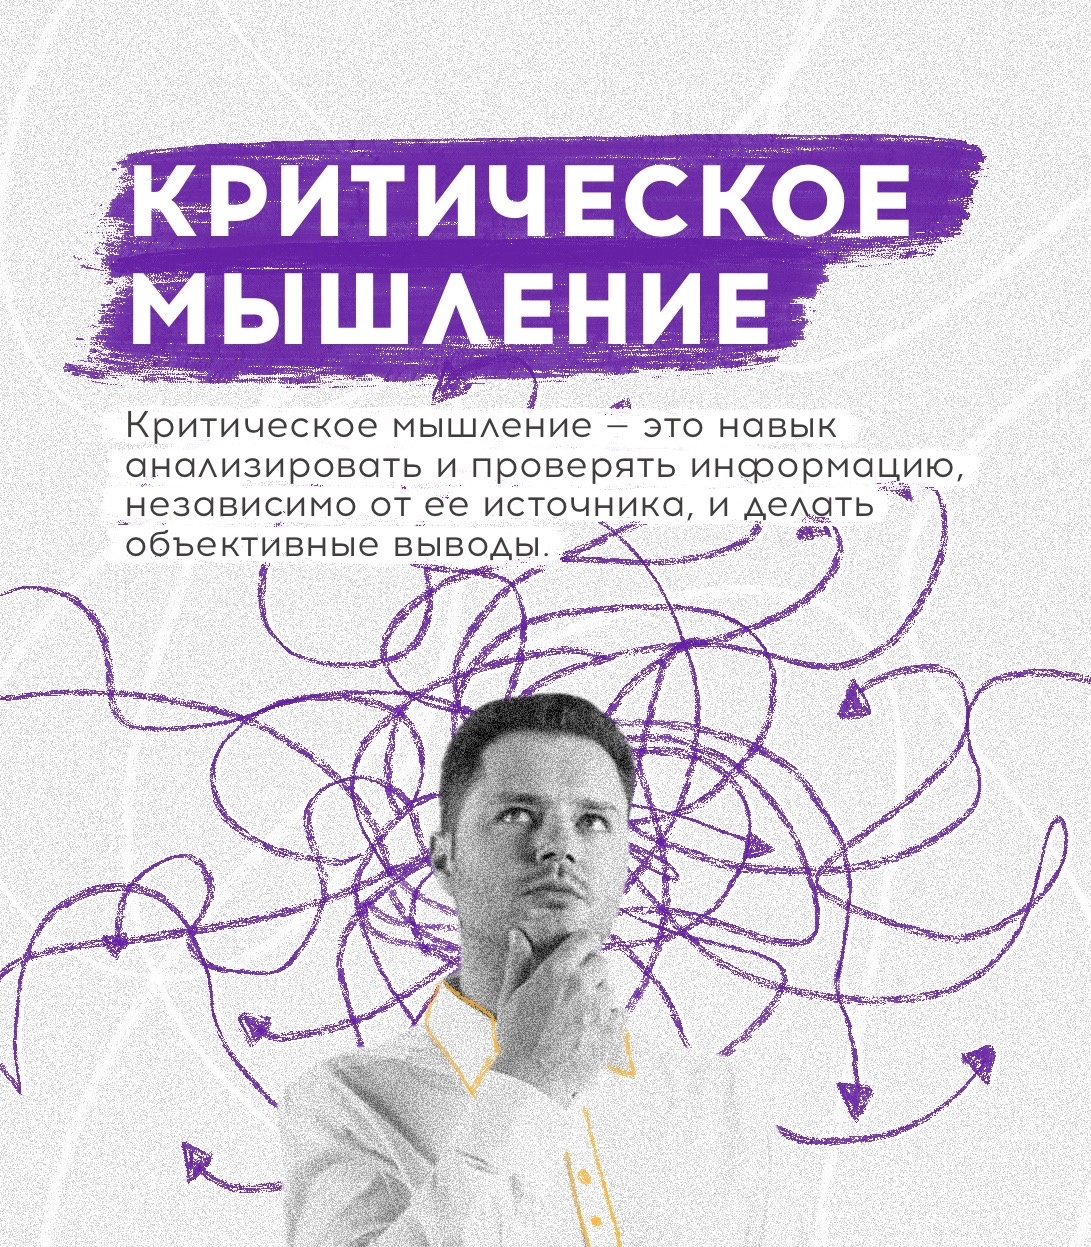 КРИТИЧЕСКОЕ
МЫШЛЕНИЕ
Критическое мышление — это навык
анализировать и проверять информацию,
независимо от ее источника, и делать
объективные выводы.